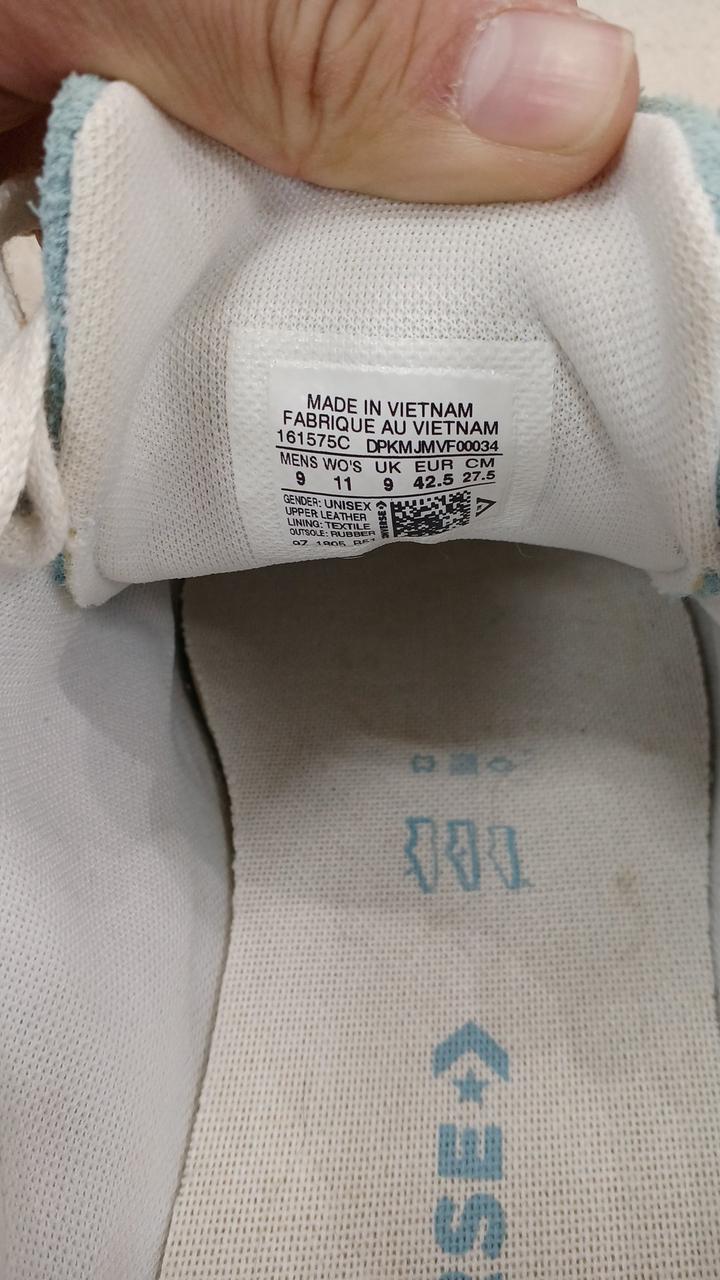 MADE IN VIETNAM
FABRIQUE AU VIETNAM
161575C DPKMJMVF00034
MENS WO'S UK EUR CM
9 11 9 42.5 27.5
GENDER: UNISEX
UPPER LEATHER
LINING: TEXTILE
OUTSOLE: RUBBER
RSE